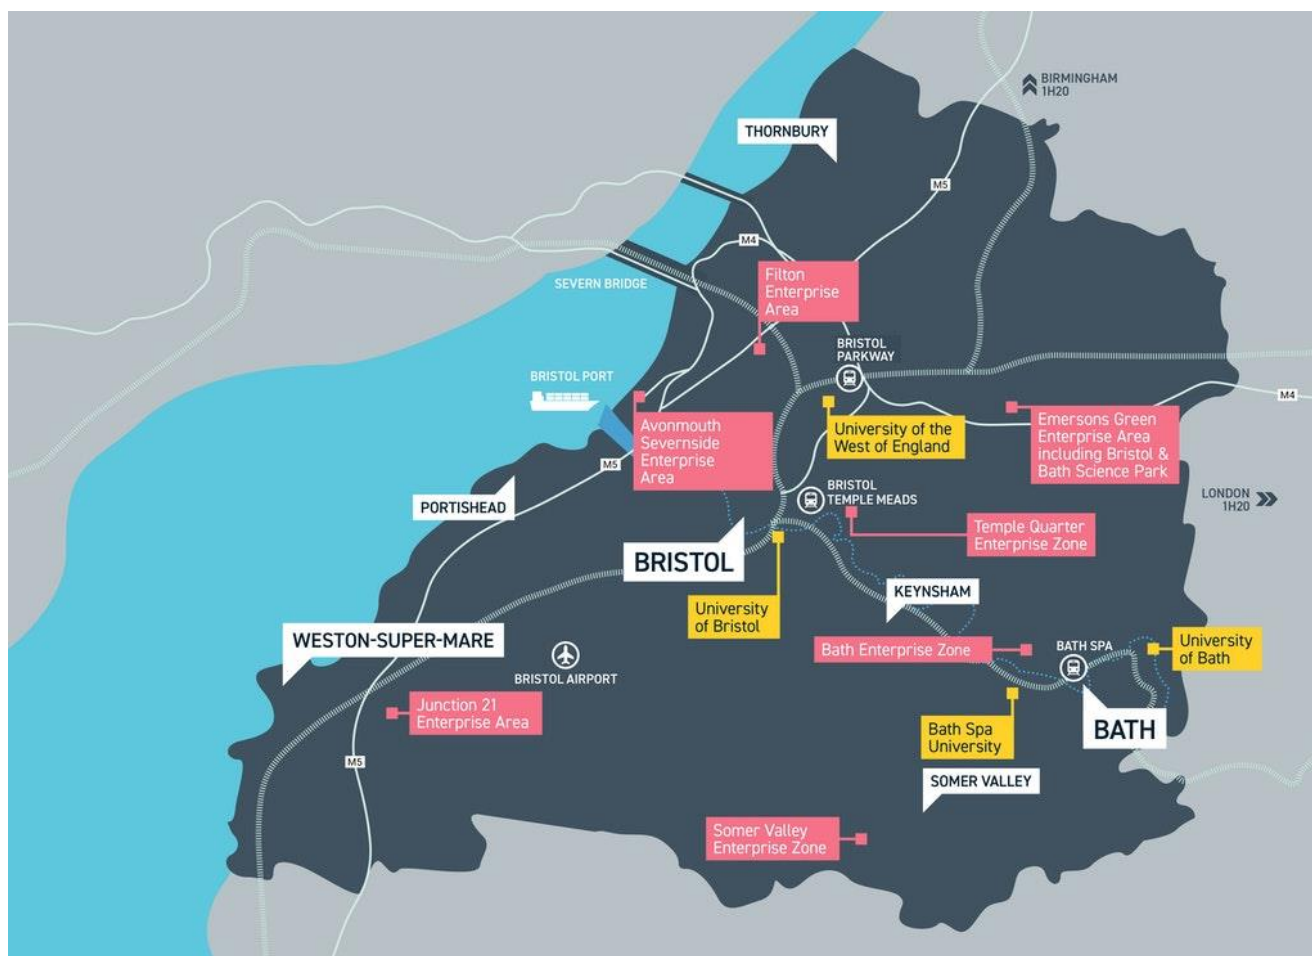 BIRMINGHAM
1H20
THORNBURY
M5
M4
SEVERN BRIDGE
Filton
Enterprise
Area
BRISTOL
PARKWAY
BRISTOL PORT
M4
Avonmouth
Severnside
Enterprise
Area
University of the
West of England
Emersons Green
Enterprise Area
including Bristol &
Bath Science Park
M5
PORTISHEAD
BRISTOL
TEMPLE MEADS
LONDON
1H20
Temple Quarter
Enterprise Zone
BRISTOL
KEYNSHAM
University
of Bristol
WESTON-SUPER-MARE
Bath Enterprise Zone
BATH SPA
University
of Bath
BRISTOL AIRPORT
Junction 21
Enterprise Area
Bath Spa
University
BATH
M5
SOMER VALLEY
Somer Valley
Enterprise Zone